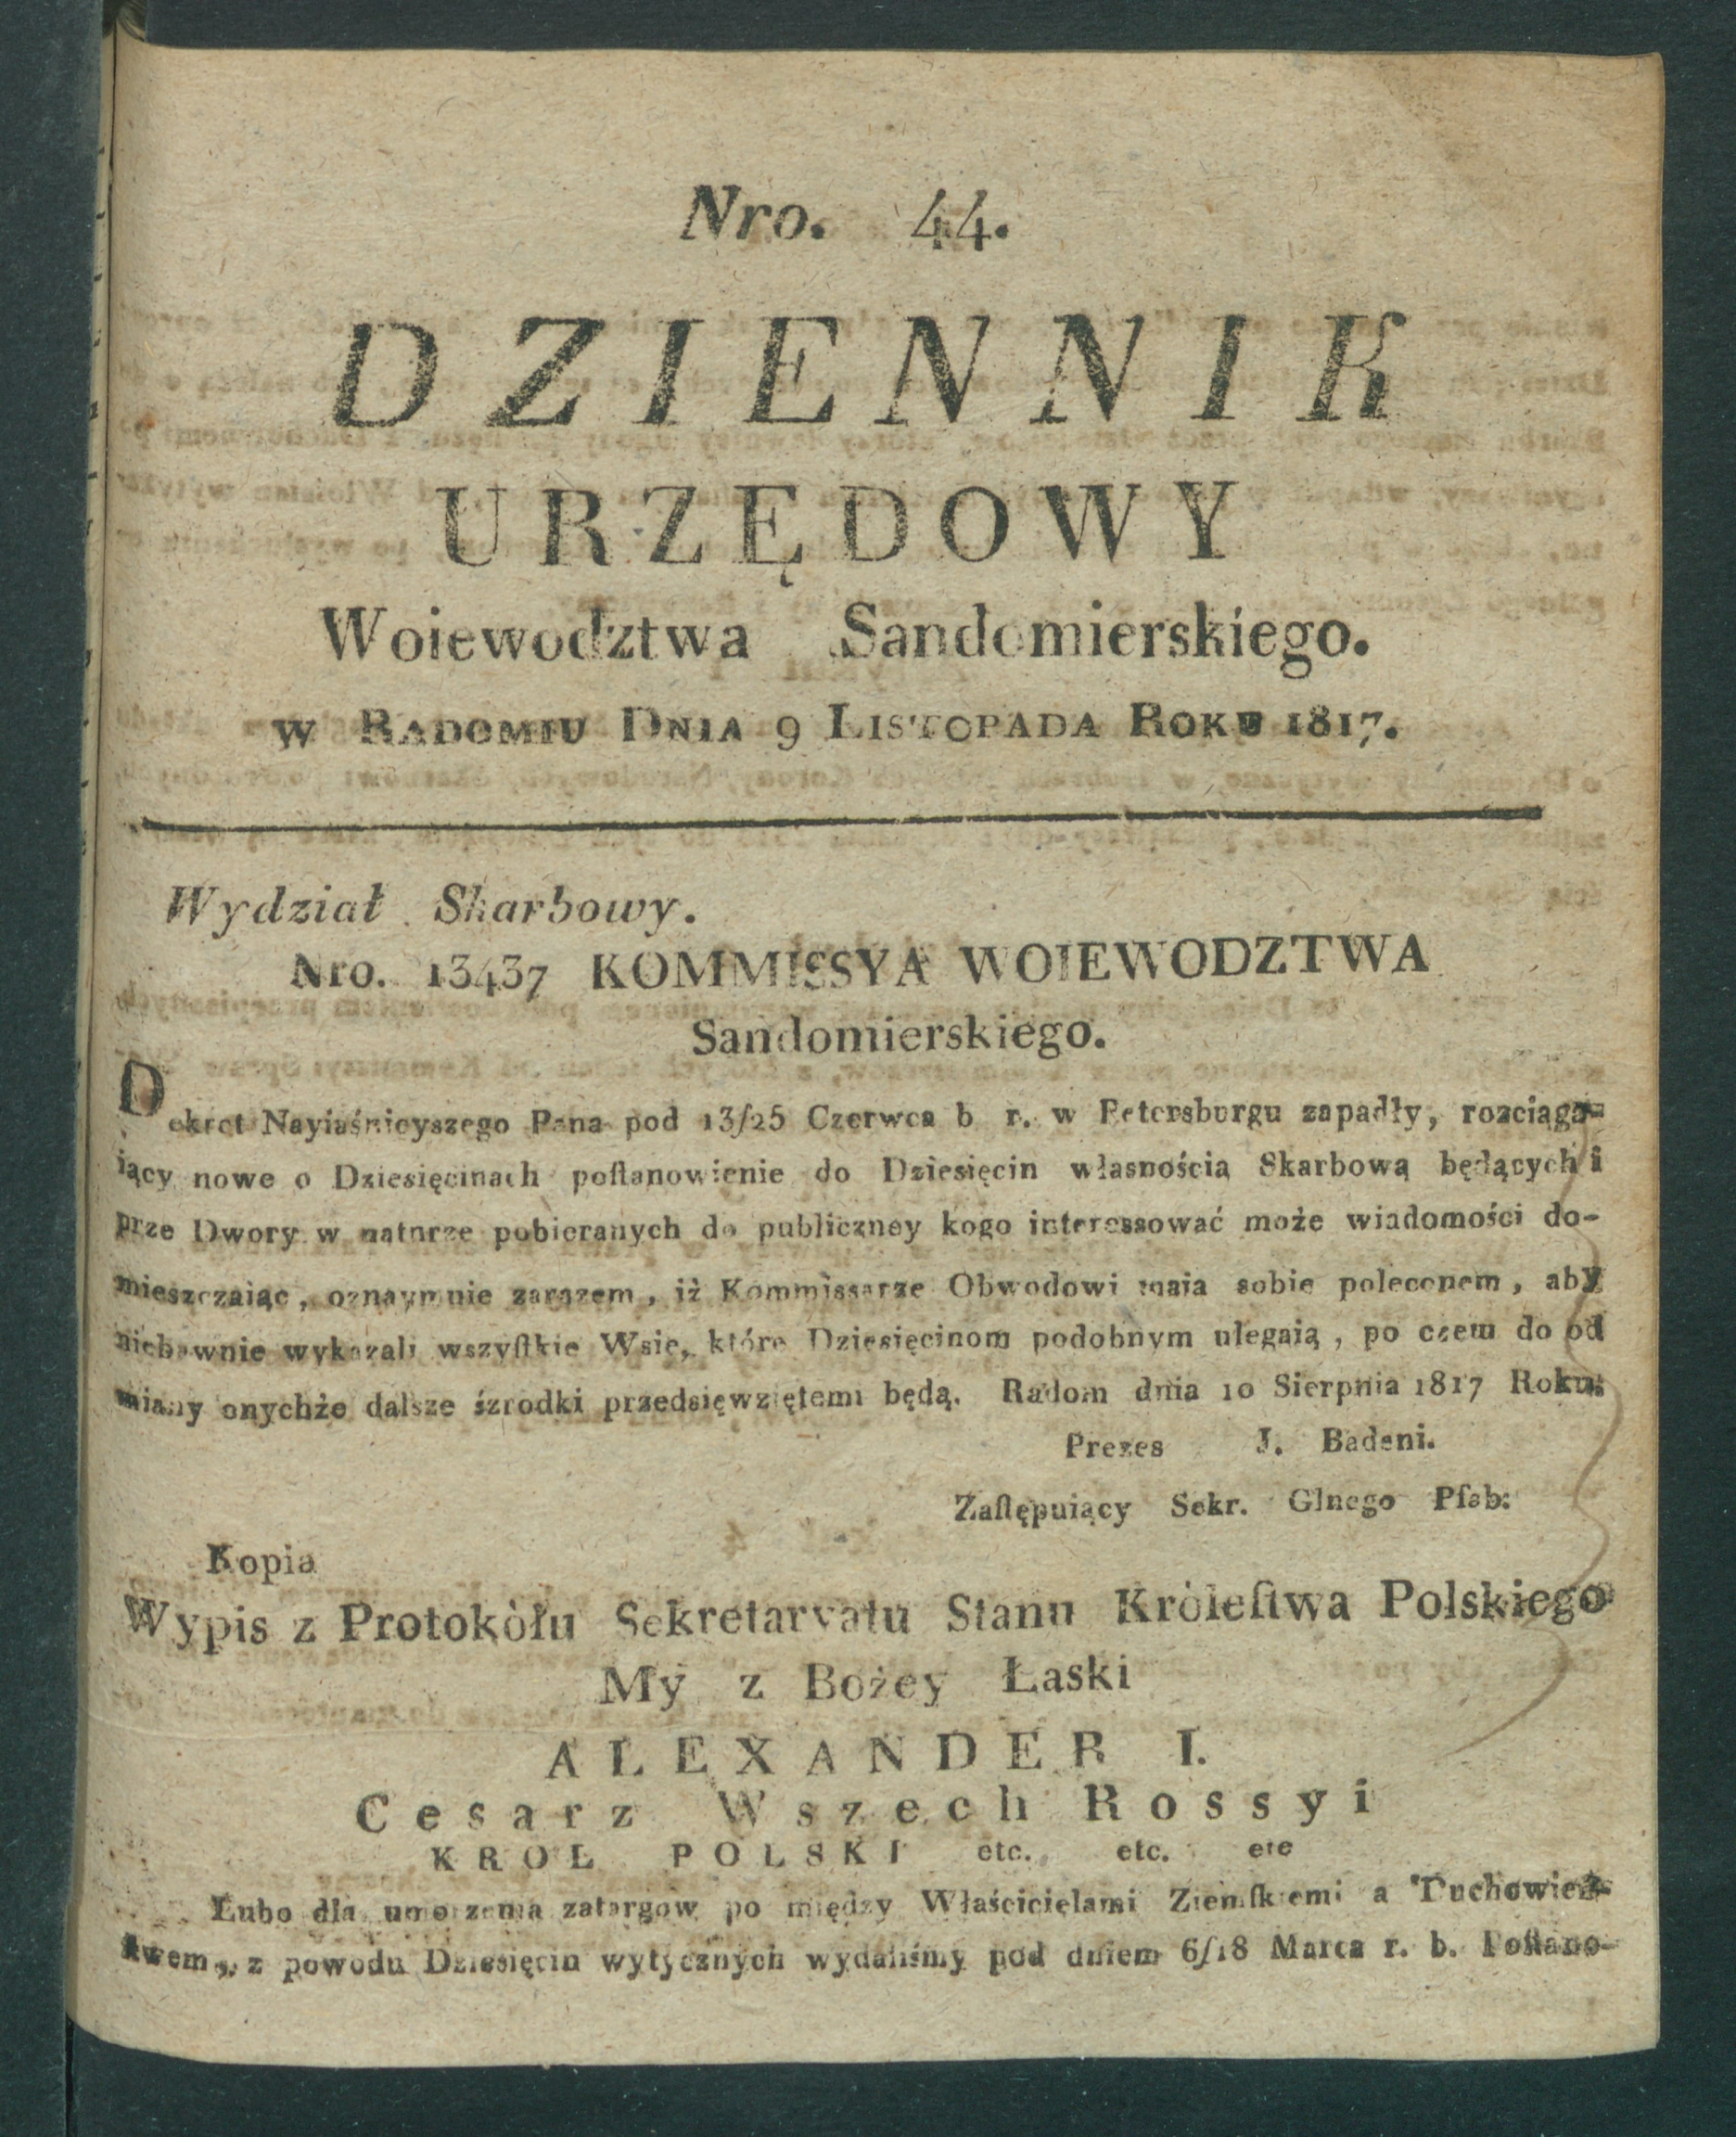 Nro. 44.
DZIENNIK
URZĘDOWY
Woiewodztwa Sandomierskiego.
w Radomiu Dnia 9 Listopada Roku 1817.
Wydział Skarbowy.
Nro. 13437 KOMMISSYA WOIEWODZTWA
Sandomierskiego.
Dekret Nayiaśnieyszego Pana pod 13/25 Czerwca b r. w Petersburgu zapadły, rozciąga-
iący nowe o Dziesięcinach poſtanowienie do Dziesięcin własnością Skarbową będących i
prze Dwory w naturze pobieranych do publiczney kogo interessować może wiadomości do-
mieszczaiąc, oznaymuie zarazem, iż Kommissarze Obwodowi maia sobie poleconem, aby
niebawnie wykazali wszyſtkie Wsie, które Dziesięcinom podobnym ulegaią, po czem do od
miany onychże dalsze śzrodki przedsięwziętemi będą. Radom dnia 10 Sierpnia 1817 Roku.
Prezes J. Badeni.
Zaſtępuiący Sekr. Glnego Pſab:
Kopia
Wypis z Protokòłu Sekretaryatu Stanu Kròleſtwa Polskiego
My z Bożey Łaski
ALEXANDER I.
Cesarz Wszech Rossyi
KROL POLSKI etc. etc. etc
Lubo dla umorzenia zatargow po między Właścicielami Ziemſkiemi a Duchowień-
ſtwem, z powodu Dziesięcin wytycznych wydaliśmy pod dniem 6/18 Marca r. b. Poſtano-